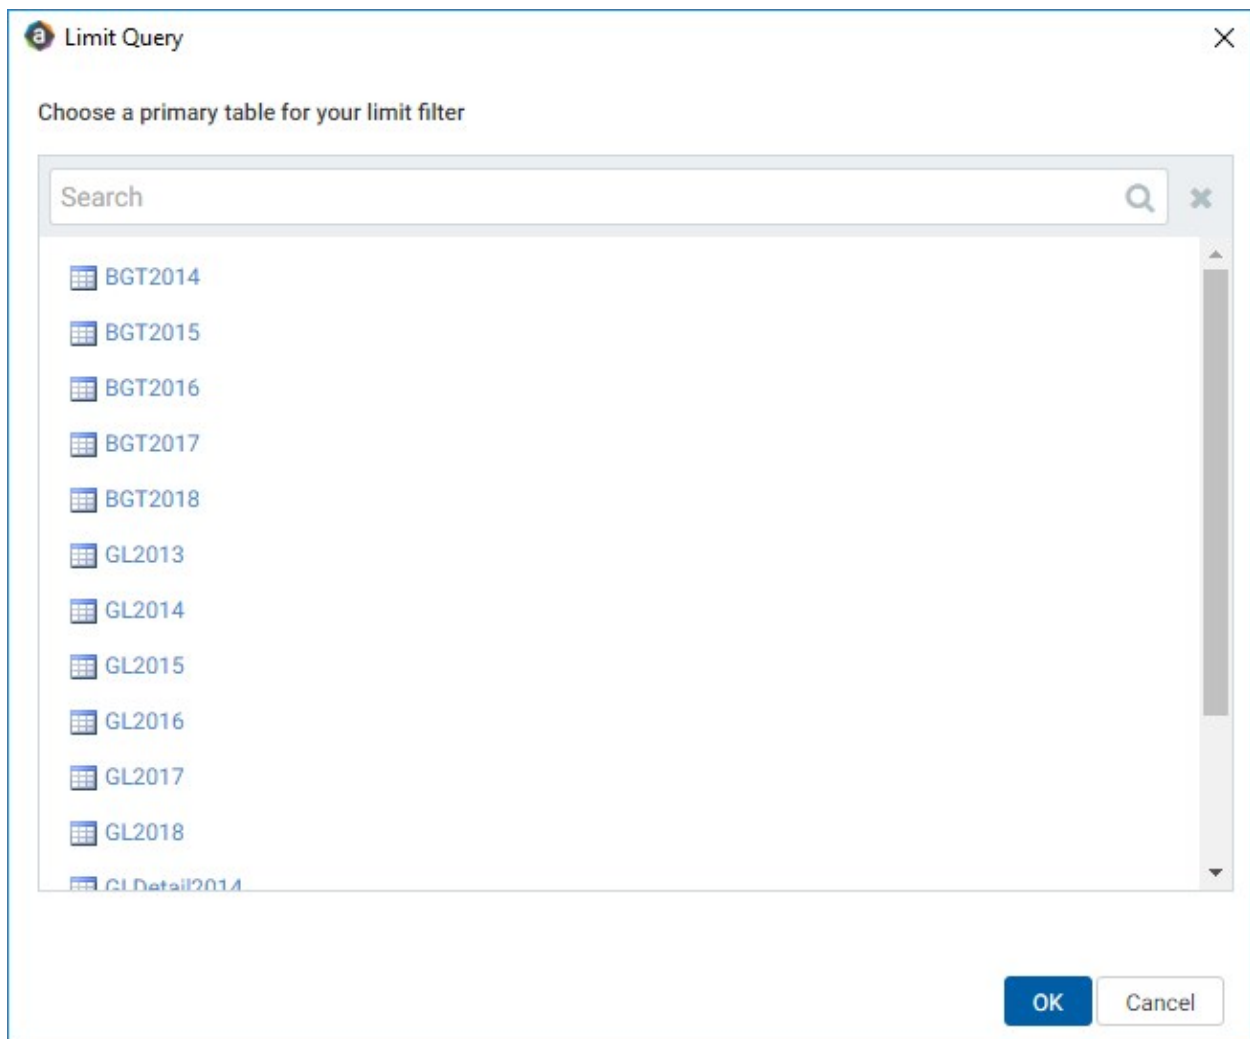 Limit Query
Choose a primary table for your limit filter
Search
BGT2014
BGT2015
BGT2016
BGT2017
BGT2018
GL2013
GL2014
GL2015
GL2016
GL2017
GL2018
GLDetail2014
OK Cancel